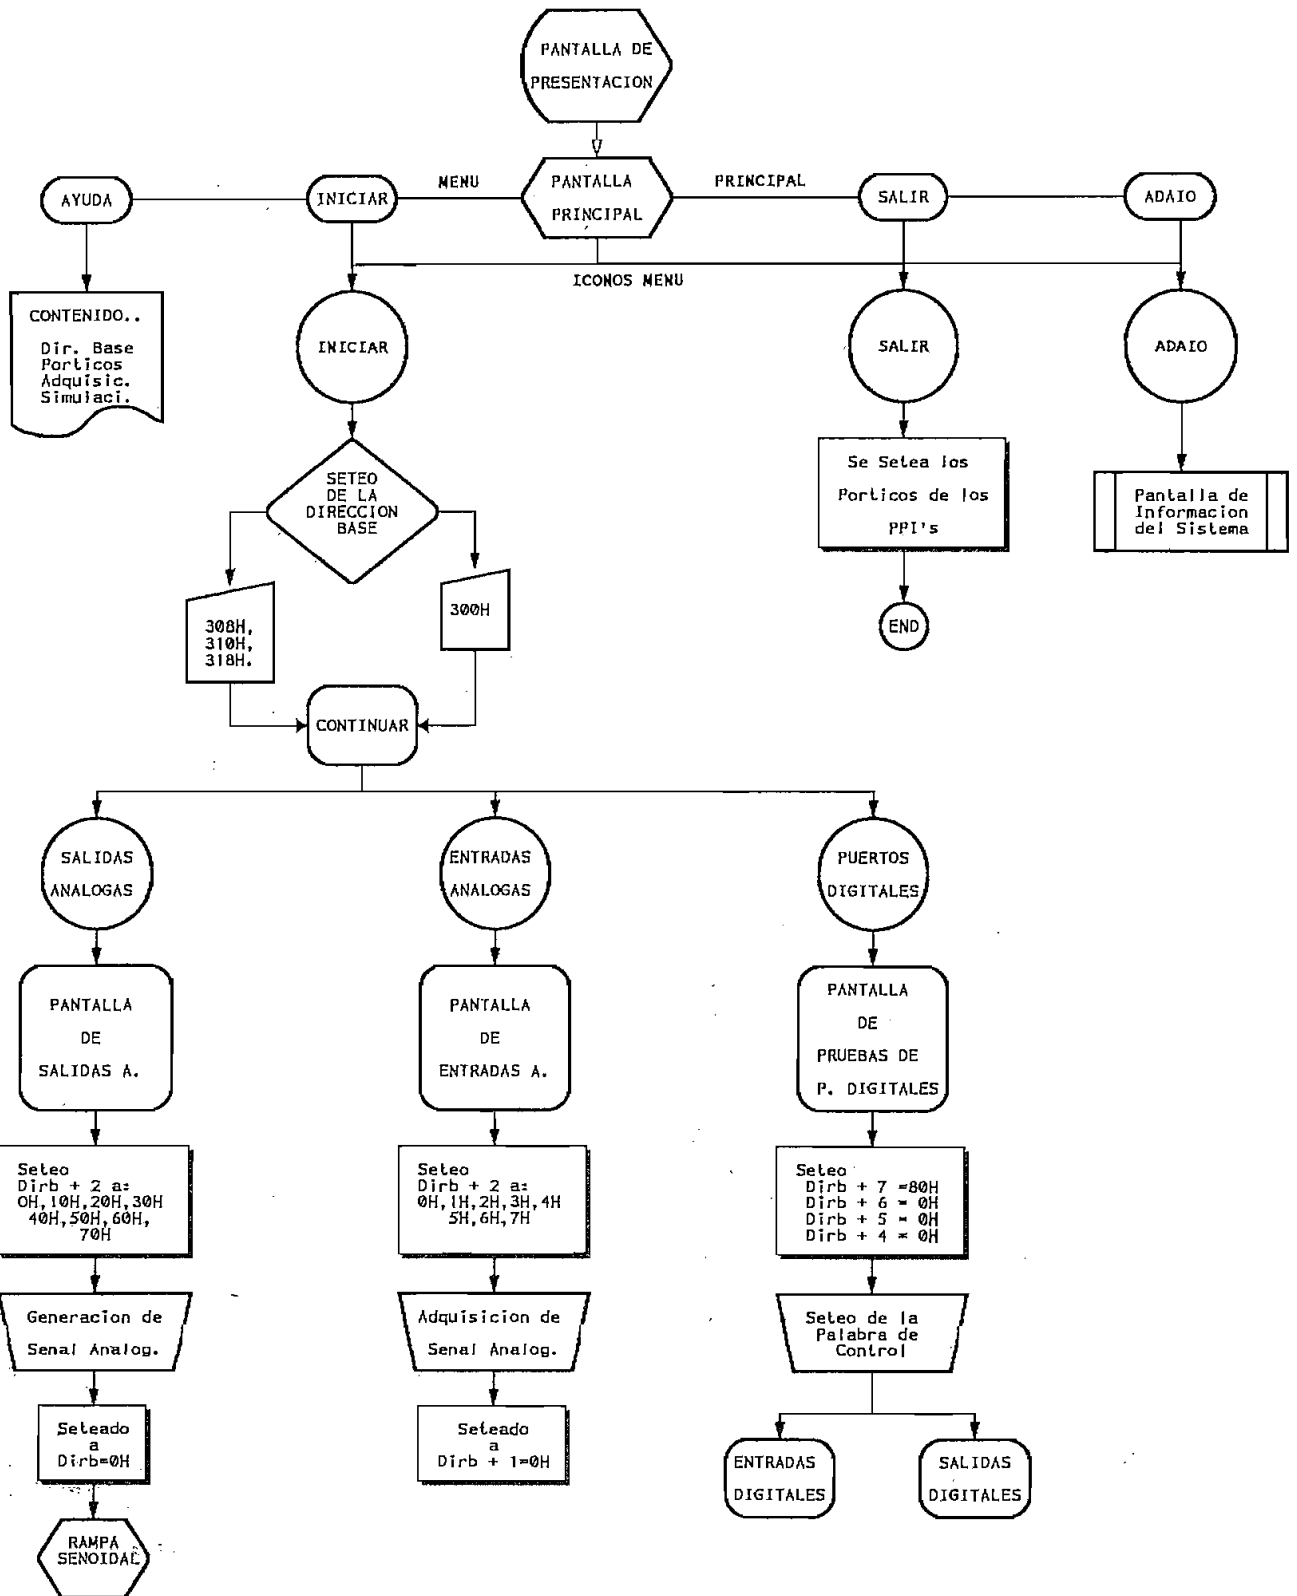 PANTALLA DE
PRESENTACION
MENU
PRINCIPAL
AYUDA
INICIAR
PANTALLA
PRINCIPAL
SALIR
ADAIO
ICONOS MENU
CONTENIDO..
Dir. Base
Porticos
Adquisic.
Simulaci.
INICIAR
SALIR
ADAIO
SETEO
DE LA
DIRECCION
BASE
Se Setea los
Porticos de los
PPI's
Pantalla de
Informacion
del Sistema
308H,
310H,
318H.
300H
END
CONTINUAR
SALIDAS
ANALOGAS
ENTRADAS
ANALOGAS
PUERTOS
DIGITALES
PANTALLA
DE
SALIDAS A.
PANTALLA
DE
ENTRADAS A.
PANTALLA
DE
PRUEBAS DE
P. DIGITALES
Seteo
Dirb + 2 a:
0H,10H,20H,30H
40H,50H,60H,
70H
Seteo
Dirb + 2 a:
0H,1H,2H,3H,4H
5H,6H,7H
Seteo
Dirb + 7 =80H
Dirb + 6 = 0H
Dirb + 5 = 0H
Dirb + 4 = 0H
Generacion de
Senal Analog.
Adquisicion de
Senal Analog.
Seteo de la
Palabra de
Control
Seteado
a
Dirb=0H
Seteado
a
Dirb + 1=0H
ENTRADAS
DIGITALES
SALIDAS
DIGITALES
RAMPA
SENOIDAL